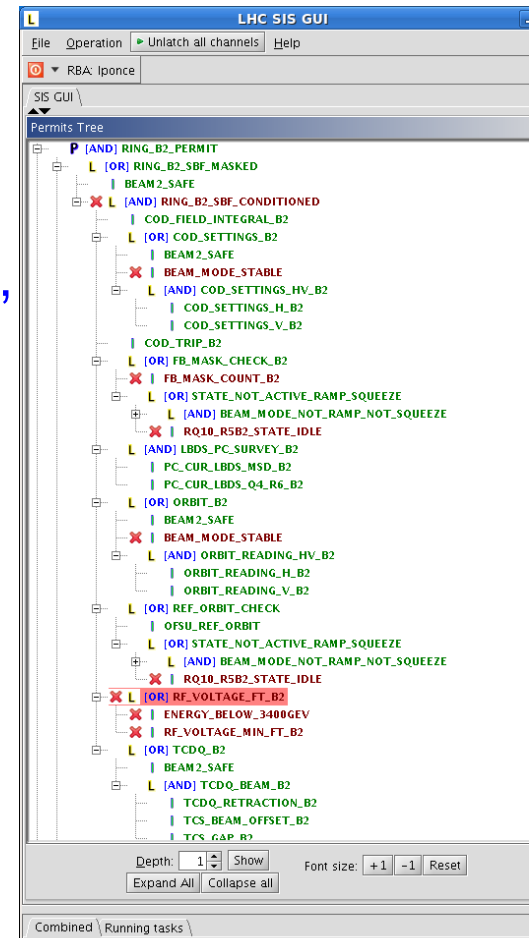 L LHC SIS GUI
File Operation Unlatch all channels Help
RBA: lponce
SIS GUI
Permits Tree
P [AND] RING_B2_PERMIT
L [OR] RING_B2_SBF_MASKED
BEAM2_SAFE
L [AND] RING_B2_SBF_CONDITIONED
COD_FIELD_INTEGRAL_B2
L [OR] COD_SETTINGS_B2
BEAM2_SAFE
BEAM_MODE_STABLE
L [AND] COD_SETTINGS_HV_B2
COD_SETTINGS_H_B2
COD_SETTINGS_V_B2
,
COD_TRIP_B2
L [OR] FB_MASK_CHECK_B2
FB_MASK_COUNT_B2
L [OR] STATE_NOT_ACTIVE_RAMP_SQUEEZE
L [AND] BEAM_MODE_NOT_RAMP_NOT_SQUEEZE
RQ10_R5B2_STATE_IDLE
L [AND] LBDS_PC_SURVEY_B2
PC_CUR_LBDS_MSD_B2
PC_CUR_LBDS_Q4_R6_B2
L [OR] ORBIT_B2
BEAM2_SAFE
BEAM_MODE_STABLE
L [AND] ORBIT_READING_HV_B2
ORBIT_READING_H_B2
ORBIT_READING_V_B2
L [OR] REF_ORBIT_CHECK
OFSU_REF_ORBIT
L [OR] STATE_NOT_ACTIVE_RAMP_SQUEEZE
L [AND] BEAM_MODE_NOT_RAMP_NOT_SQUEEZE
RQ10_R5B2_STATE_IDLE
L [OR] RF_VOLTAGE_FT_B2
ENERGY_BELOW_3400GEV
RF_VOLTAGE_MIN_FT_B2
L [OR] TCDQ_B2
BEAM2_SAFE
L [AND] TCDQ_BEAM_B2
TCDQ_RETRACTION_B2
TCS_BEAM_OFFSET_B2
TCS_GAP_B2
Depth: 1 Show Font size: +1 -1 Reset
Expand All Collapse all
Combined Running tasks